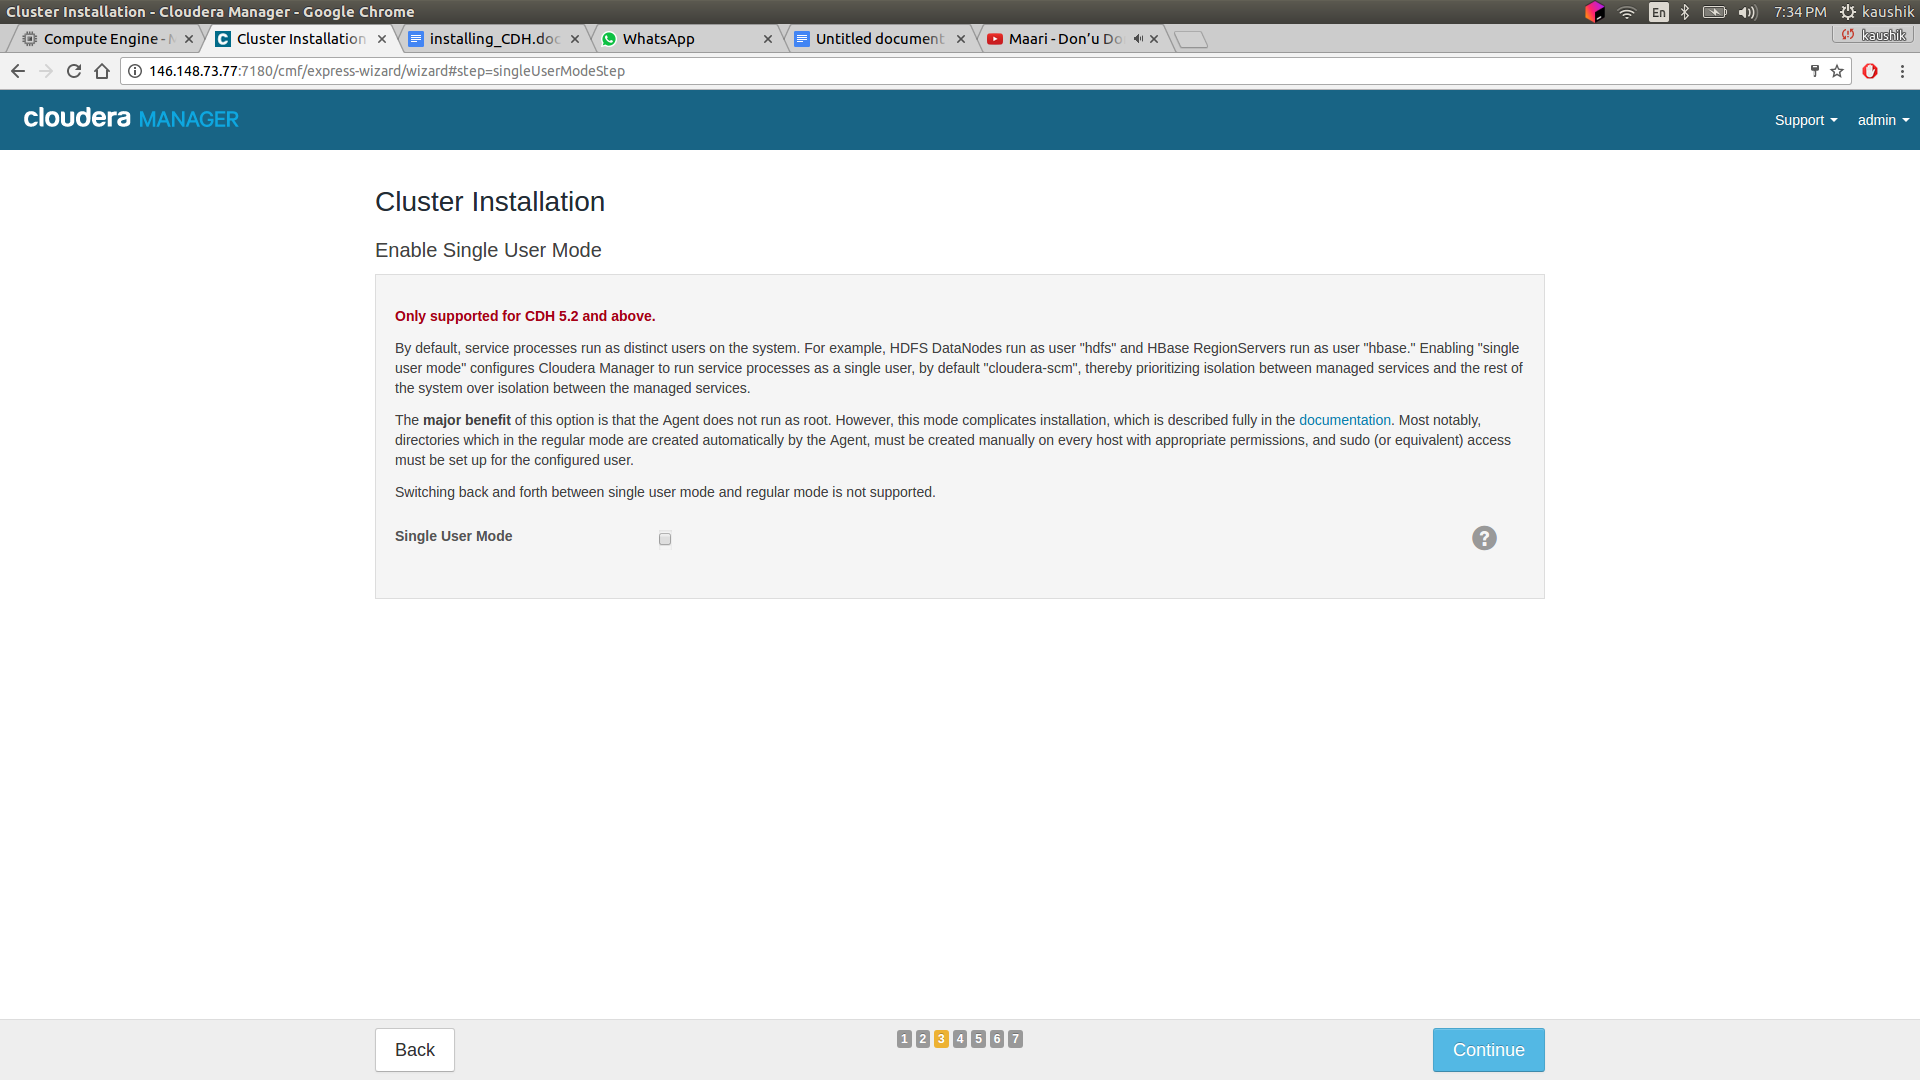 Cluster Installation - Cloudera Manager - Google Chrome
En
7:34 PM
kaushik
Compute Engine -
Cluster Installation
installing_CDH.doc
WhatsApp
Untitled document
Maari - Don'u Do
kaushik
146.148.73.77:7180/cmf/express-wizard/wizard#step=singleUserModeStep
cloudera MANAGER
Support
admin
Cluster Installation
Enable Single User Mode
Only supported for CDH 5.2 and above.
By default, service processes run as distinct users on the system. For example, HDFS DataNodes run as user "hdfs" and HBase RegionServers run as user "hbase." Enabling "single
user mode" configures Cloudera Manager to run service processes as a single user, by default "cloudera-scm", thereby prioritizing isolation between managed services and the rest of
the system over isolation between the managed services.
The major benefit of this option is that the Agent does not run as root. However, this mode complicates installation, which is described fully in the documentation. Most notably,
directories which in the regular mode are created automatically by the Agent, must be created manually on every host with appropriate permissions, and sudo (or equivalent) access
must be set up for the configured user.
Switching back and forth between single user mode and regular mode is not supported.
Single User Mode
?
Back
1 2 3 4 5 6 7
Continue